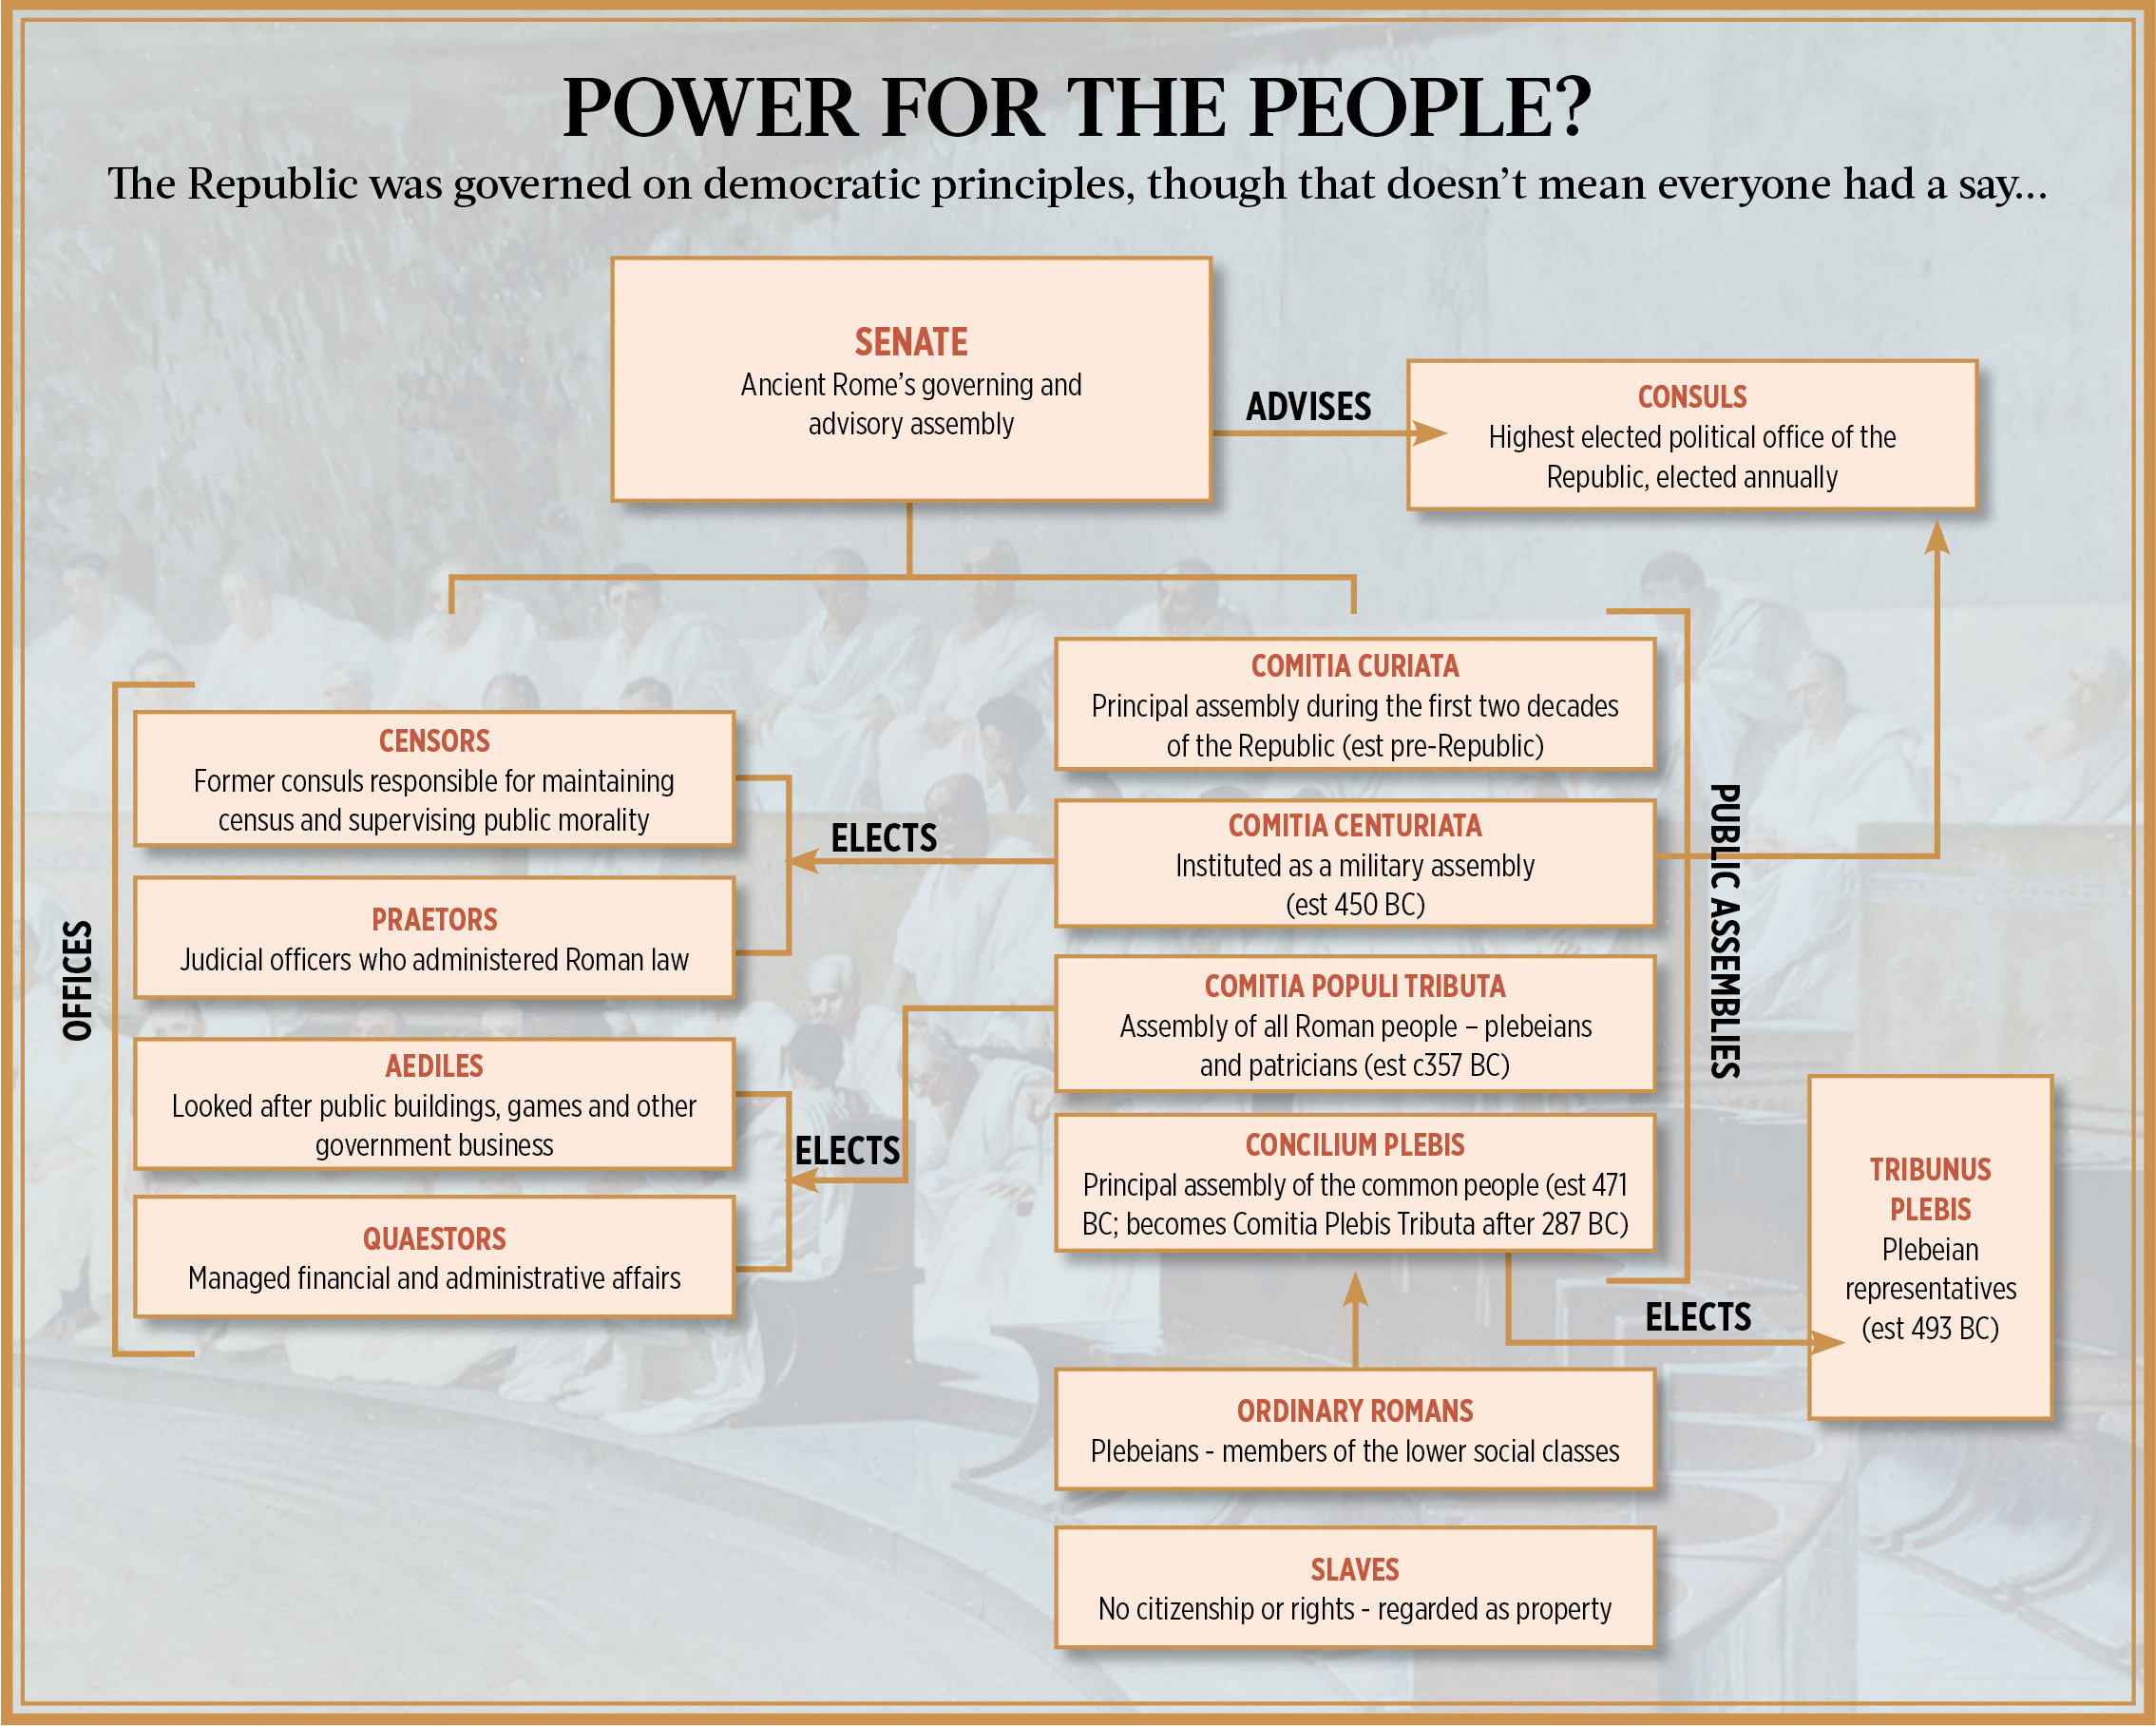 POWER FOR THE PEOPLE?
The Republic was governed on democratic principles, though that doesn’t mean everyone had a say...
SENATE
Ancient Rome’s governing and
advisory assembly
ADVISES
CONSULS
Highest elected political office of the
Republic, elected annually
OFFICES
CENSORS
Former consuls responsible for maintaining
census and supervising public morality
PRAETORS
Judicial officers who administered Roman law
AEDILES
Looked after public buildings, games and other
government business
QUAESTORS
Managed financial and administrative affairs
ELECTS
ELECTS
COMITIA CURIATA
Principal assembly during the first two decades
of the Republic (est pre-Republic)
COMITIA CENTURIATA
Instituted as a military assembly
(est 450 BC)
COMITIA POPULI TRIBUTA
Assembly of all Roman people – plebeians
and patricians (est c357 BC)
CONCILIUM PLEBIS
Principal assembly of the common people (est 471
BC; becomes Comitia Plebis Tributa after 287 BC)
PUBLIC ASSEMBLIES
ELECTS
TRIBUNUS
PLEBIS
Plebeian
representatives
(est 493 BC)
ORDINARY ROMANS
Plebeians - members of the lower social classes
SLAVES
No citizenship or rights - regarded as property